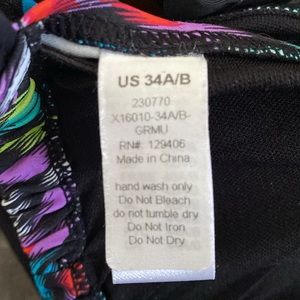 US 34A/B
230770
X16010-34A/B-
GRMU
RN#: 129406
Made in China
hand wash only
Do Not Bleach
do not tumble dry
Do Not Iron
Do Not Dry